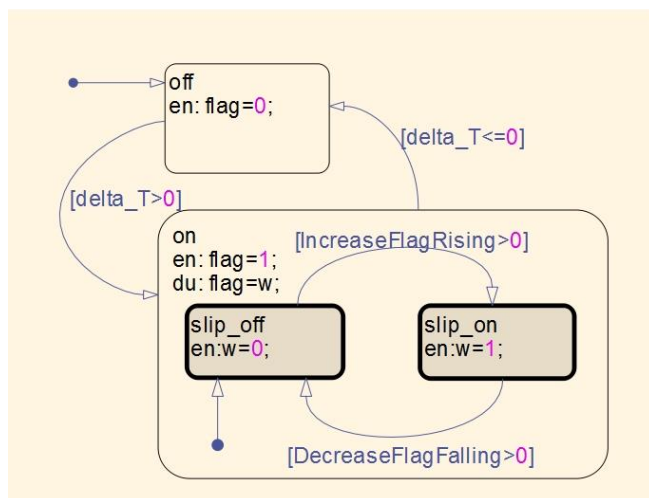 off
en: flag=0;
[delta_T<=0]
[delta_T>0]
on
en: flag=1;
du: flag=w;
[IncreaseFlagRising>0]
slip_off
en:w=0;
slip_on
en:w=1;
[DecreaseFlagFalling>0]